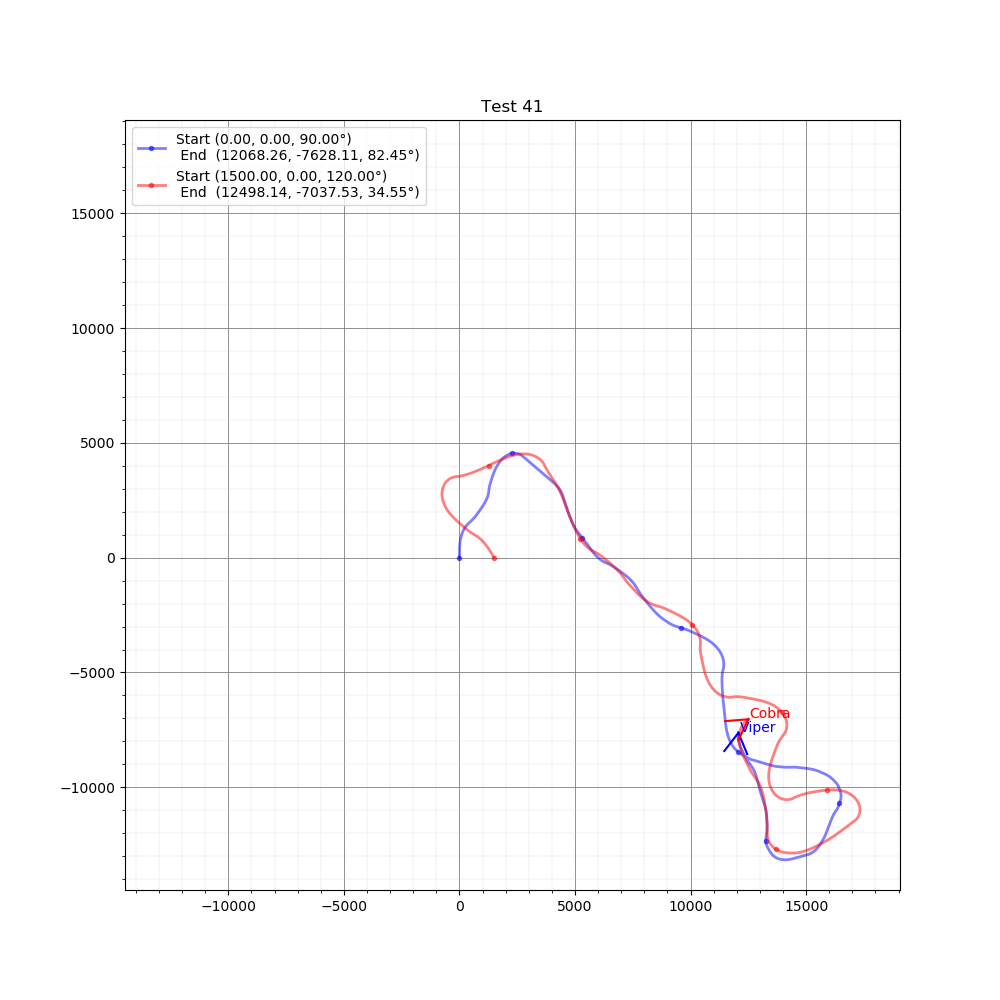 Test 41
Start (0.00, 0.00, 90.00°)
End  (12068.26, -7628.11, 82.45°)
Start (1500.00, 0.00, 120.00°)
End  (12498.14, -7037.53, 34.55°)
15000
10000
5000
0
−5000
−10000
Cobra
Viper
−10000
−5000
0
5000
10000
15000